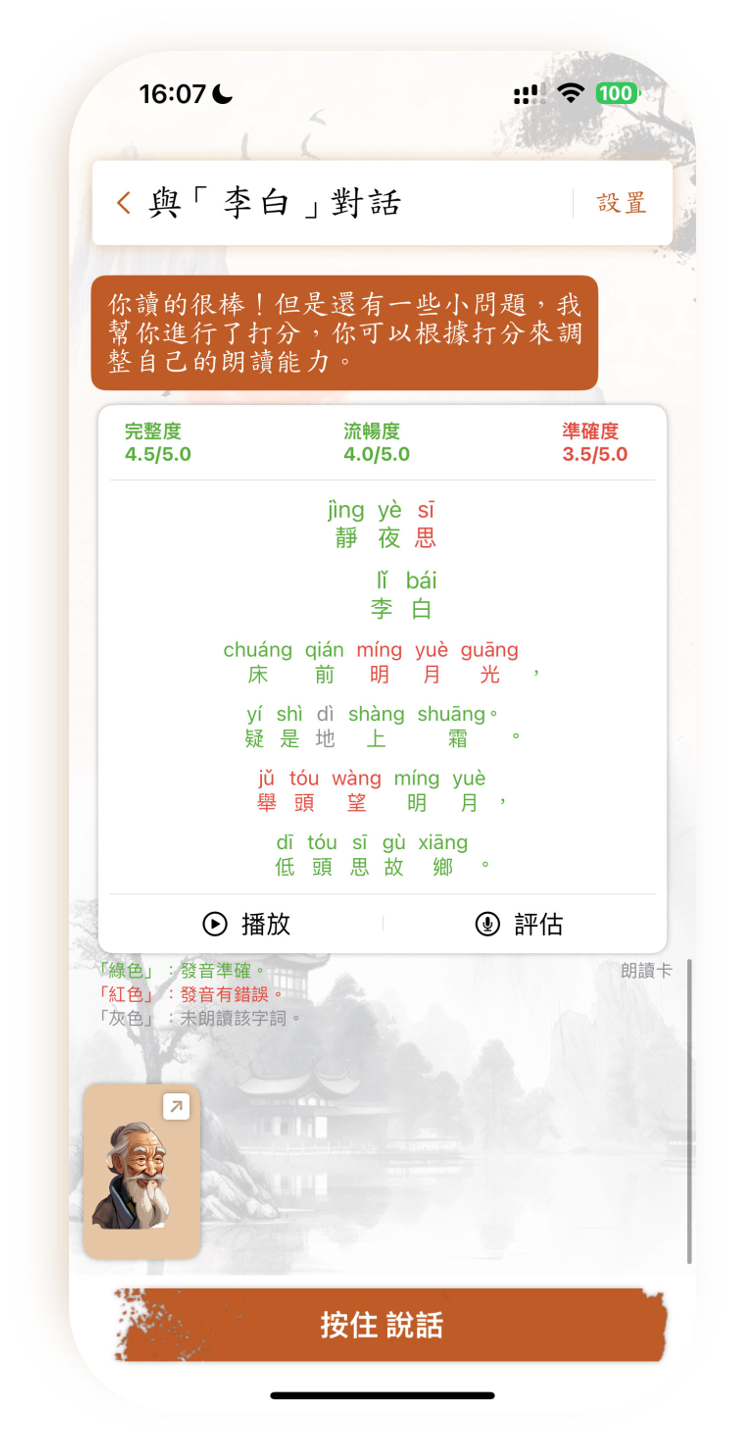 16:07
100
與「李白」對話
設置
你讀的很棒！但是還有一些小問題，我
幫你進行了打分，你可以根據打分來調
整自己的朗讀能力。
完整度 流暢度 準確度
4.5/5.0 4.0/5.0 3.5/5.0
jìng yè sī
靜 夜 思
lǐ bái
李 白
chuáng qián míng yuè guāng
床 前 明 月 光 ，
yí shì dì shàng shuāng。
疑 是 地 上 霜 。
jǔ tóu wàng míng yuè
舉 頭 望 明 月 ，
dī tóu sī gù xiāng
低 頭 思 故 鄉 。
播放 評估
「綠色」：發音準確。 朗讀卡
「紅色」：發音有錯誤。
「灰色」：未朗讀該字詞。
按住 說話